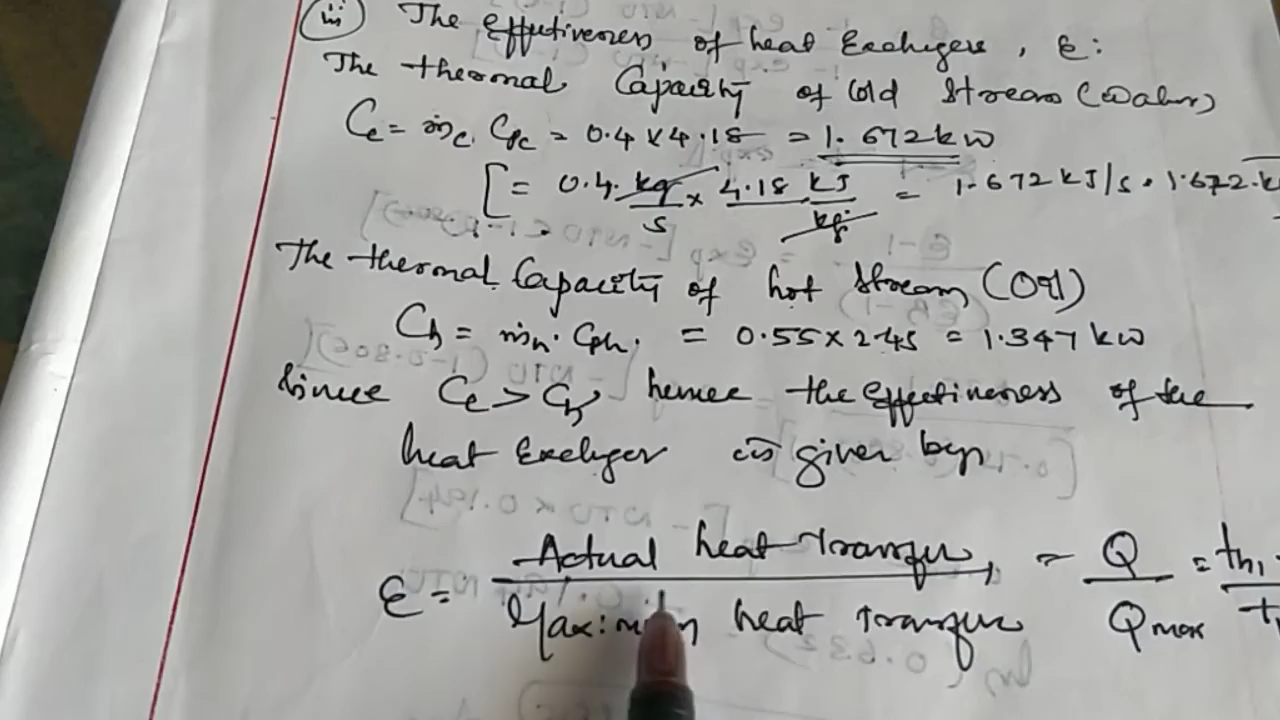 (iii) The Effectiveness of heat Exchger, ε:
The thermal Capacity of Cold Stream (Water)
Cc = ṁc. Cpc = 0.4 x 4.18 = 1.672 kW
[ = 0.4. kg/s x 4.18 kJ/kg = 1.672 kJ/s = 1.672. k
The thermal Capacity of hot Stream (Oil)
Ch = ṁh. Cph. = 0.55 x 2.45 = 1.347 kW
Since Cc > Ch, hence the effectiveness of the
heat Exchger is given by,
ε = Actual heat Transfer / Maximum heat Transfer = Q / Qmax = th1